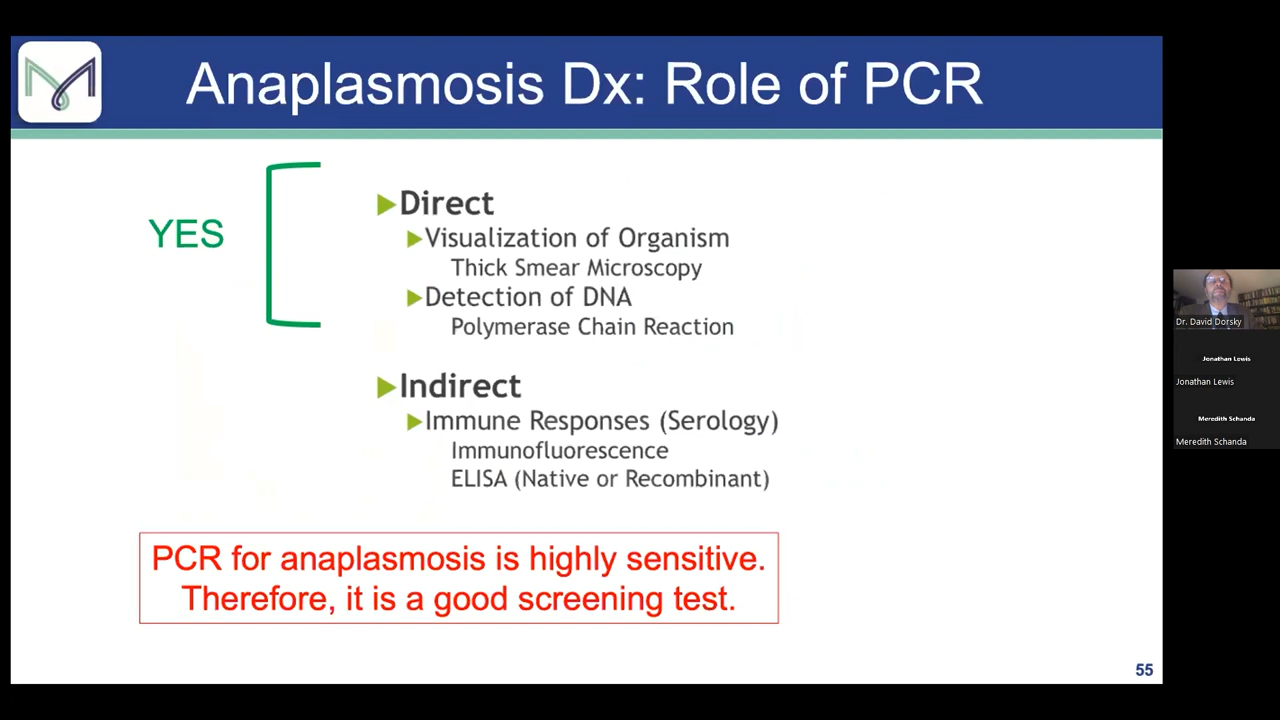 Anaplasmosis Dx: Role of PCR
YES
Direct
Visualization of Organism
Thick Smear Microscopy
Detection of DNA
Polymerase Chain Reaction
Indirect
Immune Responses (Serology)
Immunofluorescence
ELISA (Native or Recombinant)
PCR for anaplasmosis is highly sensitive.
Therefore, it is a good screening test.
55
Dr. David Dorsky
Jonathan Lewis
Jonathan Lewis
Meredith Schanda
Meredith Schanda